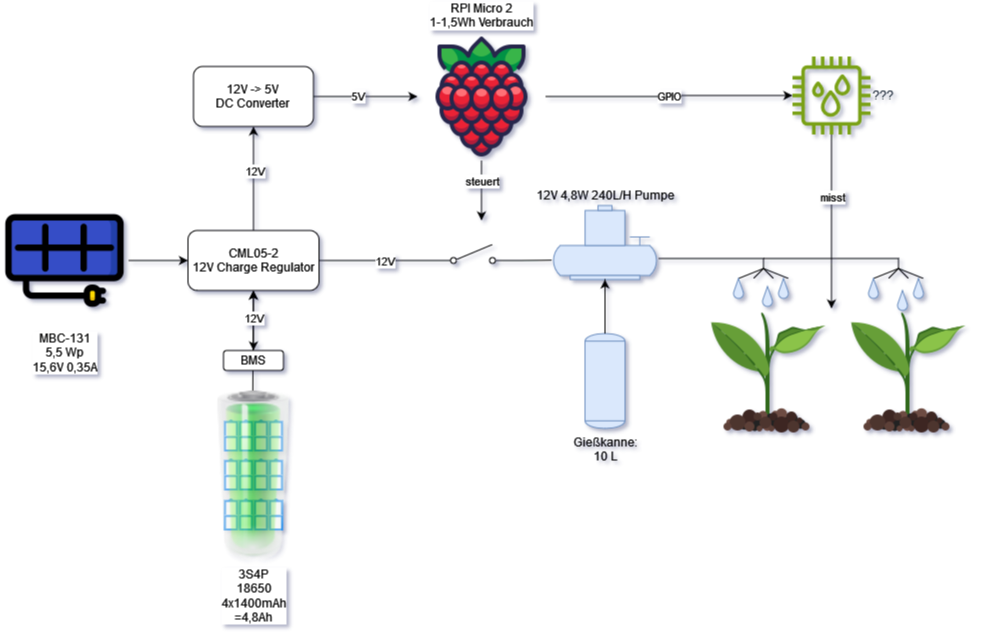 RPI Micro 2
1-1,5Wh Verbrauch
12V -> 5V
DC Converter
5V
GPIO
???
12V
steuert
misst
12V 4,8W 240L/H Pumpe
CML05-2
12V Charge Regulator
12V
12V
BMS
MBC-131
5,5 Wp
15,6V 0,35A
Gießkanne:
10 L
3S4P
18650
4x1400mAh
=4,8Ah